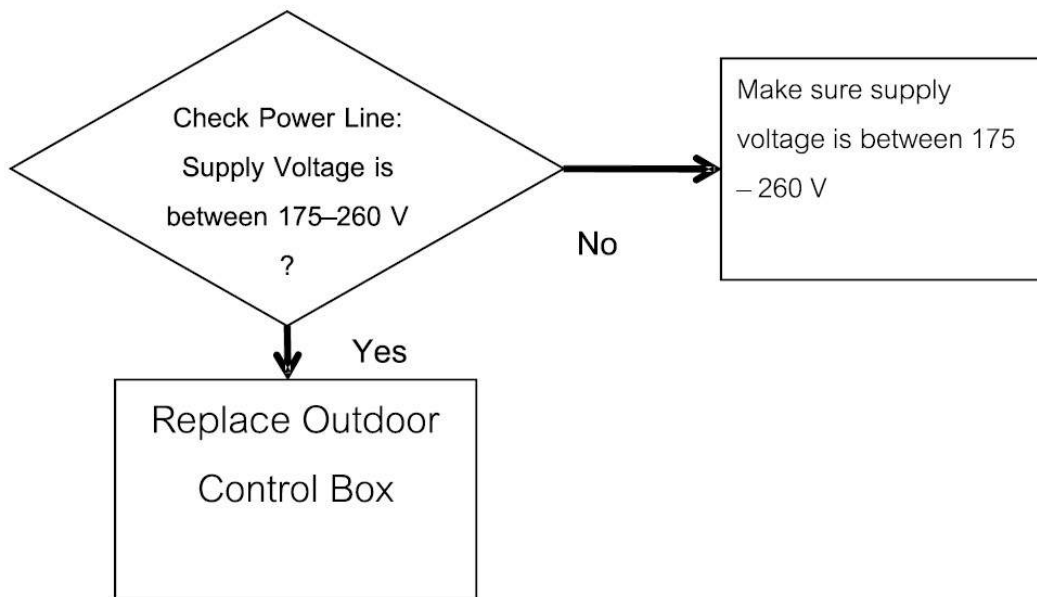 Check Power Line:
Supply Voltage is
between 175–260 V
?
Make sure supply
voltage is between 175
– 260 V
No
Yes
Replace Outdoor
Control Box